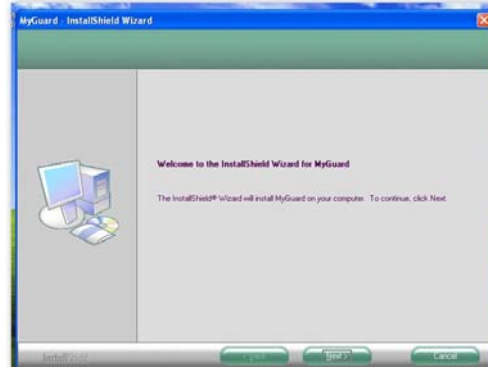 MyGuard - InstallShield Wizard
Welcome to the InstallShield Wizard for MyGuard
The InstallShield® Wizard will install MyGuard on your computer. To continue, click Next.
InstallShield
< Back
Next >
Cancel